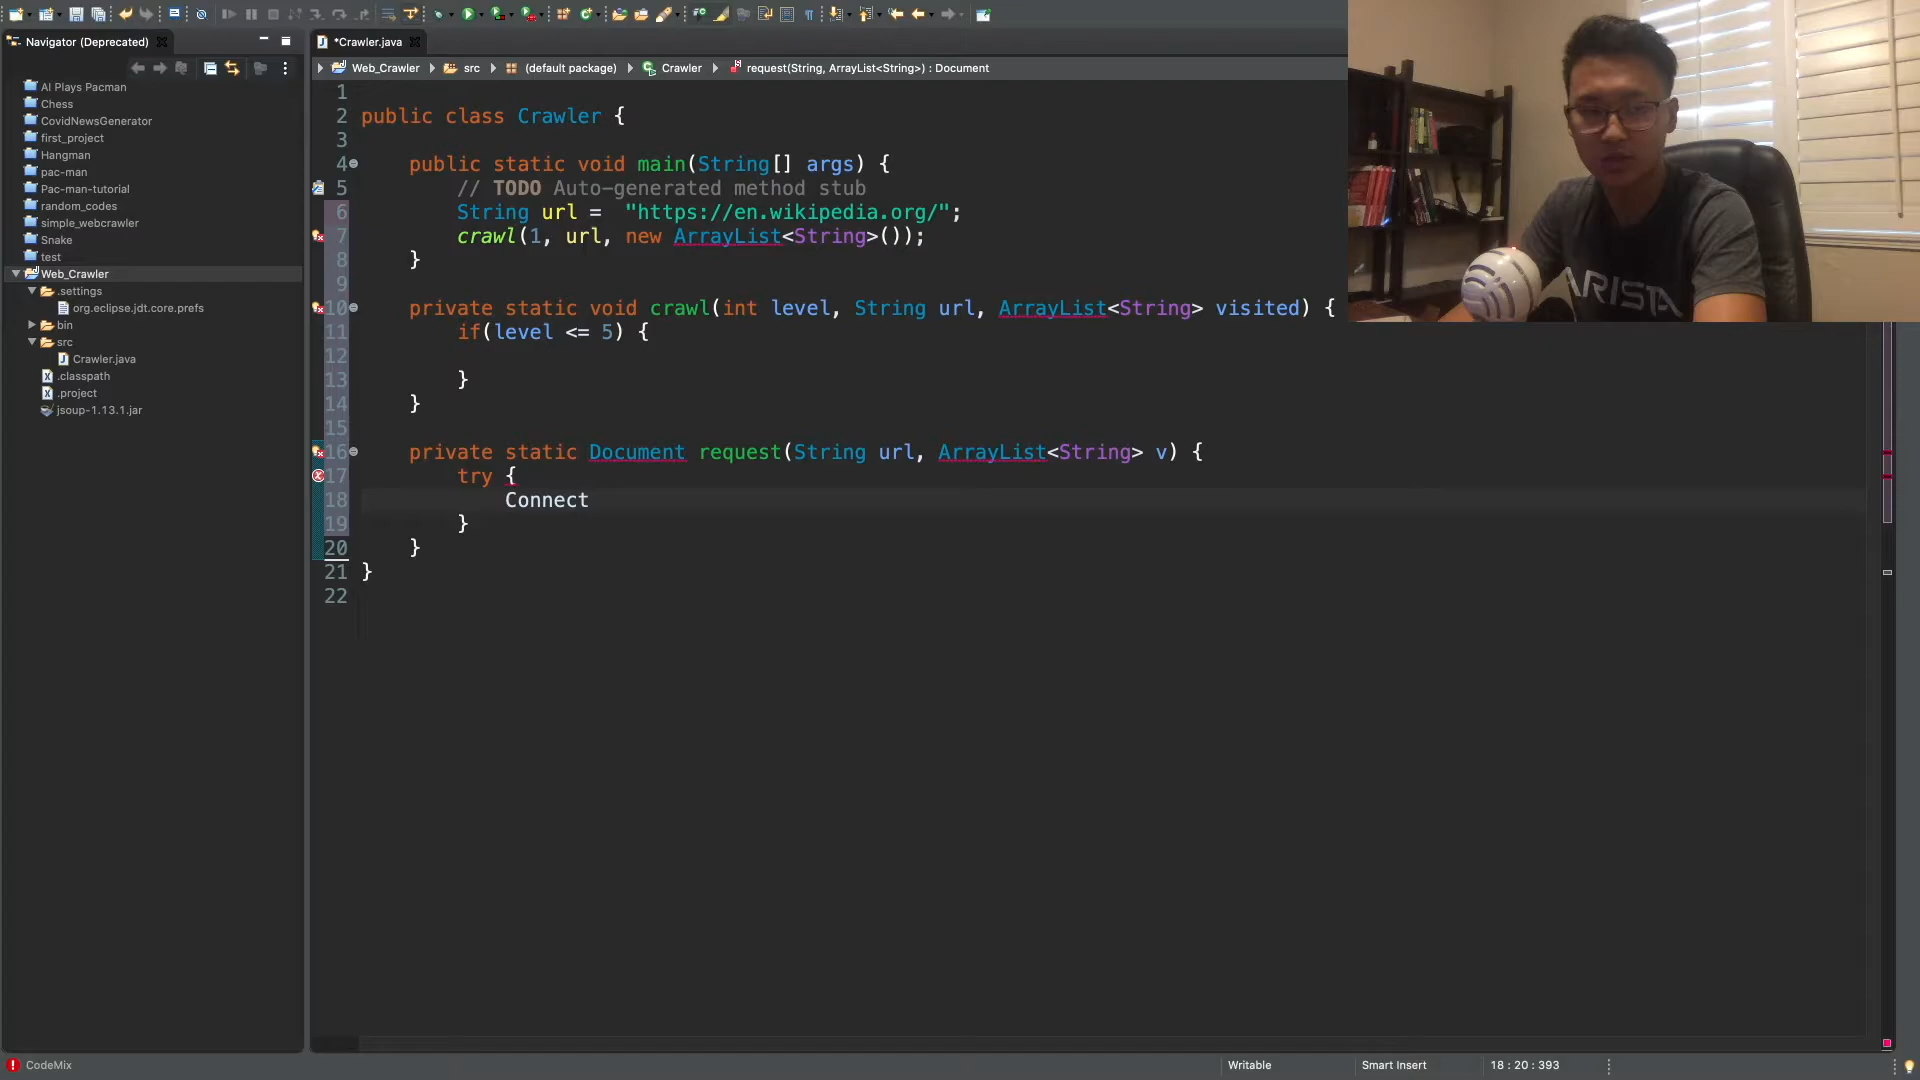 Navigator (Deprecated)
*Crawler.java
Web_Crawler
src
(default package)
Crawler
request(String, ArrayList<String>) : Document
AI Plays Pacman
Chess
CovidNewsGenerator
first_project
Hangman
pac-man
Pac-man-tutorial
random_codes
simple_webcrawler
Snake
test
Web_Crawler
.settings
org.eclipse.jdt.core.prefs
bin
src
Crawler.java
.classpath
.project
jsoup-1.13.1.jar
1
2 public class Crawler {
3
4 public static void main(String[] args) {
5 // TODO Auto-generated method stub
6 String url =  "https://en.wikipedia.org/";
7 crawl(1, url, new ArrayList<String>());
8 }
9
10 private static void crawl(int level, String url, ArrayList<String> visited) {
11 if(level <= 5) {
12
13 }
14 }
15
16 private static Document request(String url, ArrayList<String> v) {
17 try {
18 Connect
19 }
20 }
21 }
22
ARISTA
CodeMix
Writable
Smart Insert
18 : 20 : 393